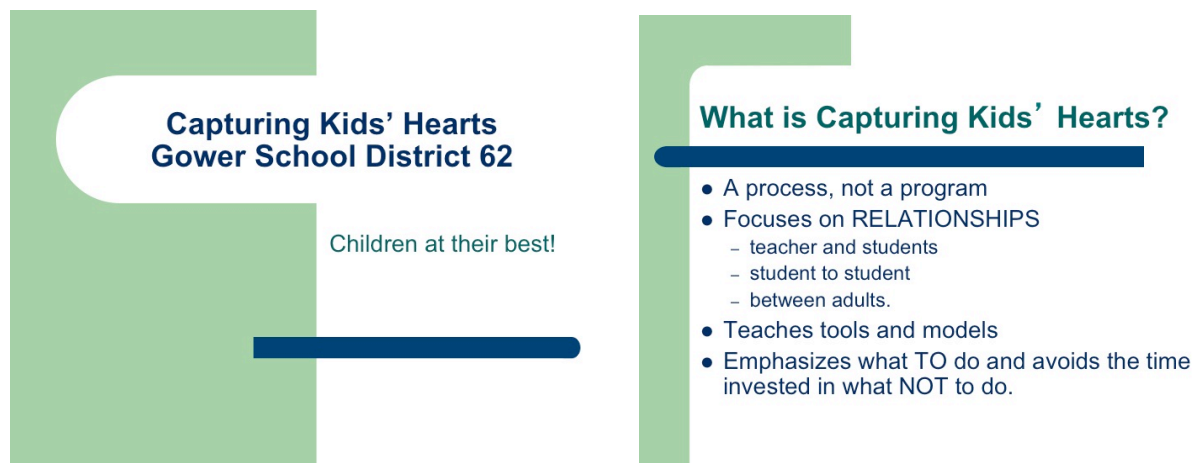 Capturing Kids’ Hearts
Gower School District 62
Children at their best!
What is Capturing Kids’ Hearts?
● A process, not a program
● Focuses on RELATIONSHIPS
– teacher and students
– student to student
– between adults.
● Teaches tools and models
● Emphasizes what TO do and avoids the time
invested in what NOT to do.